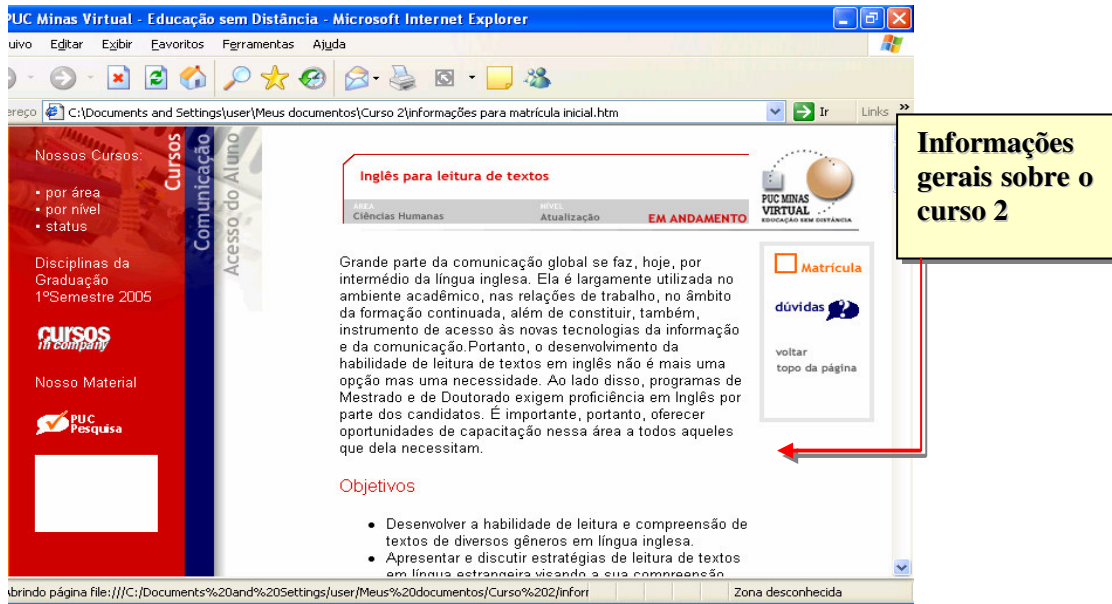 PUC Minas Virtual - Educação sem Distância - Microsoft Internet Explorer
Editar Exibir Favoritos Ferramentas Ajuda
C:\Documents and Settings\user\Meus documentos\Curso 2\informações para matrícula inicial.htm
Ir
Links
»
Informações
gerais sobre o
curso 2
Nossos Cursos:
• por área
• por nível
• status
Disciplinas da
Graduação
1ºSemestre 2005
cursos
in company
Nosso Material
PUC
Pesquisa
Cursos
Comunicação
Acesso do Aluno
Inglês para leitura de textos
ÁREA
Ciências Humanas
NÍVEL
Atualização
EM ANDAMENTO
PUC MINAS
VIRTUAL
EDUCAÇÃO SEM DISTÂNCIA
Grande parte da comunicação global se faz, hoje, por
intermédio da língua inglesa. Ela é largamente utilizada no
ambiente acadêmico, nas relações de trabalho, no âmbito
da formação continuada, além de constituir, também,
instrumento de acesso às novas tecnologias da informação
e da comunicação.Portanto, o desenvolvimento da
habilidade de leitura de textos em inglês não é mais uma
opção mas uma necessidade. Ao lado disso, programas de
Mestrado e de Doutorado exigem proficiência em Inglês por
parte dos candidatos. É importante, portanto, oferecer
oportunidades de capacitação nessa área a todos aqueles
que dela necessitam.
Objetivos
• Desenvolver a habilidade de leitura e compreensão de
textos de diversos gêneros em língua inglesa.
• Apresentar e discutir estratégias de leitura de textos
em língua estrangeira visando a sua compreensão
Matrícula
dúvidas
voltar
topo da página
Abrindo página file:///C:/Documents%20and%20Settings/user/Meus%20documentos/Curso%202/inforr
Zona desconhecida